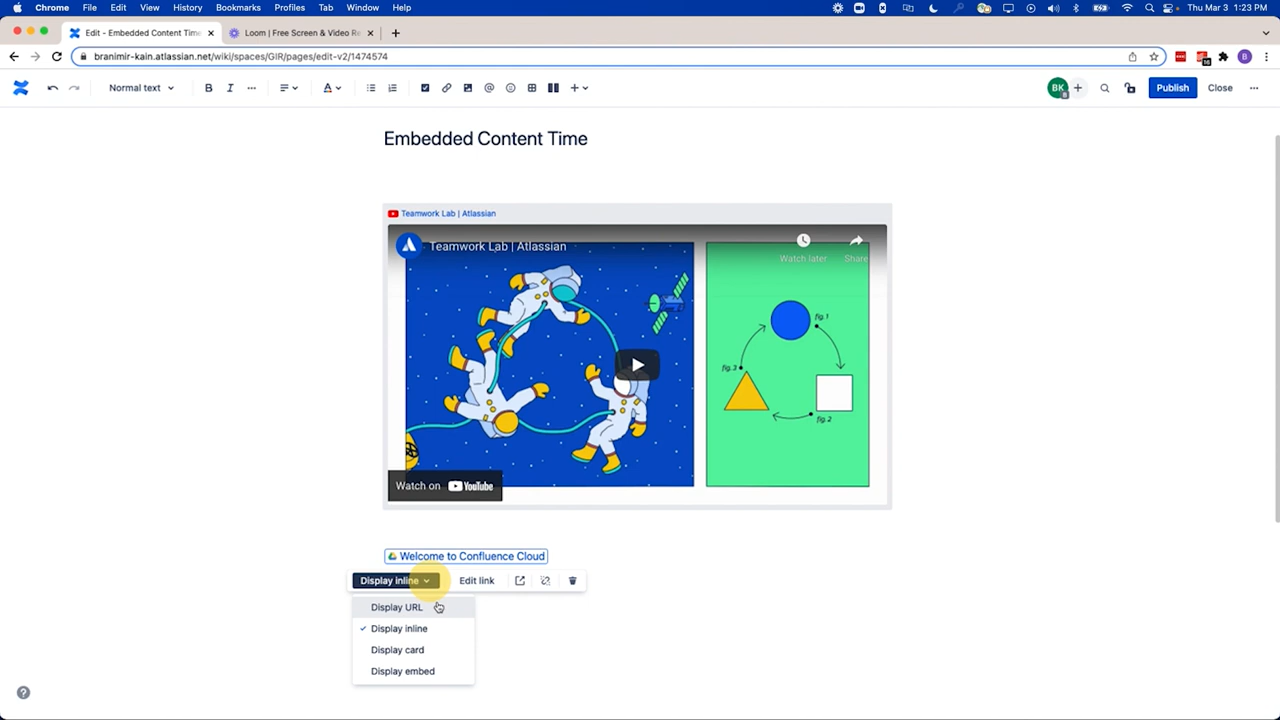 Chrome File Edit View History Bookmarks Profiles Tab Window Help Thu Mar 3 1:23 PM
Edit - Embedded Content Time Loom | Free Screen & Video Re
branimir-kain.atlassian.net/wiki/spaces/GIR/pages/edit-v2/1474574 B
Normal text B I A BK Publish Close
Embedded Content Time
Teamwork Lab | Atlassian
Teamwork Lab | Atlassian
Watch later Share
fig.1
fig.3
fig.2
Watch on YouTube
Welcome to Confluence Cloud
Display inline Edit link
Display URL
Display inline
Display card
Display embed